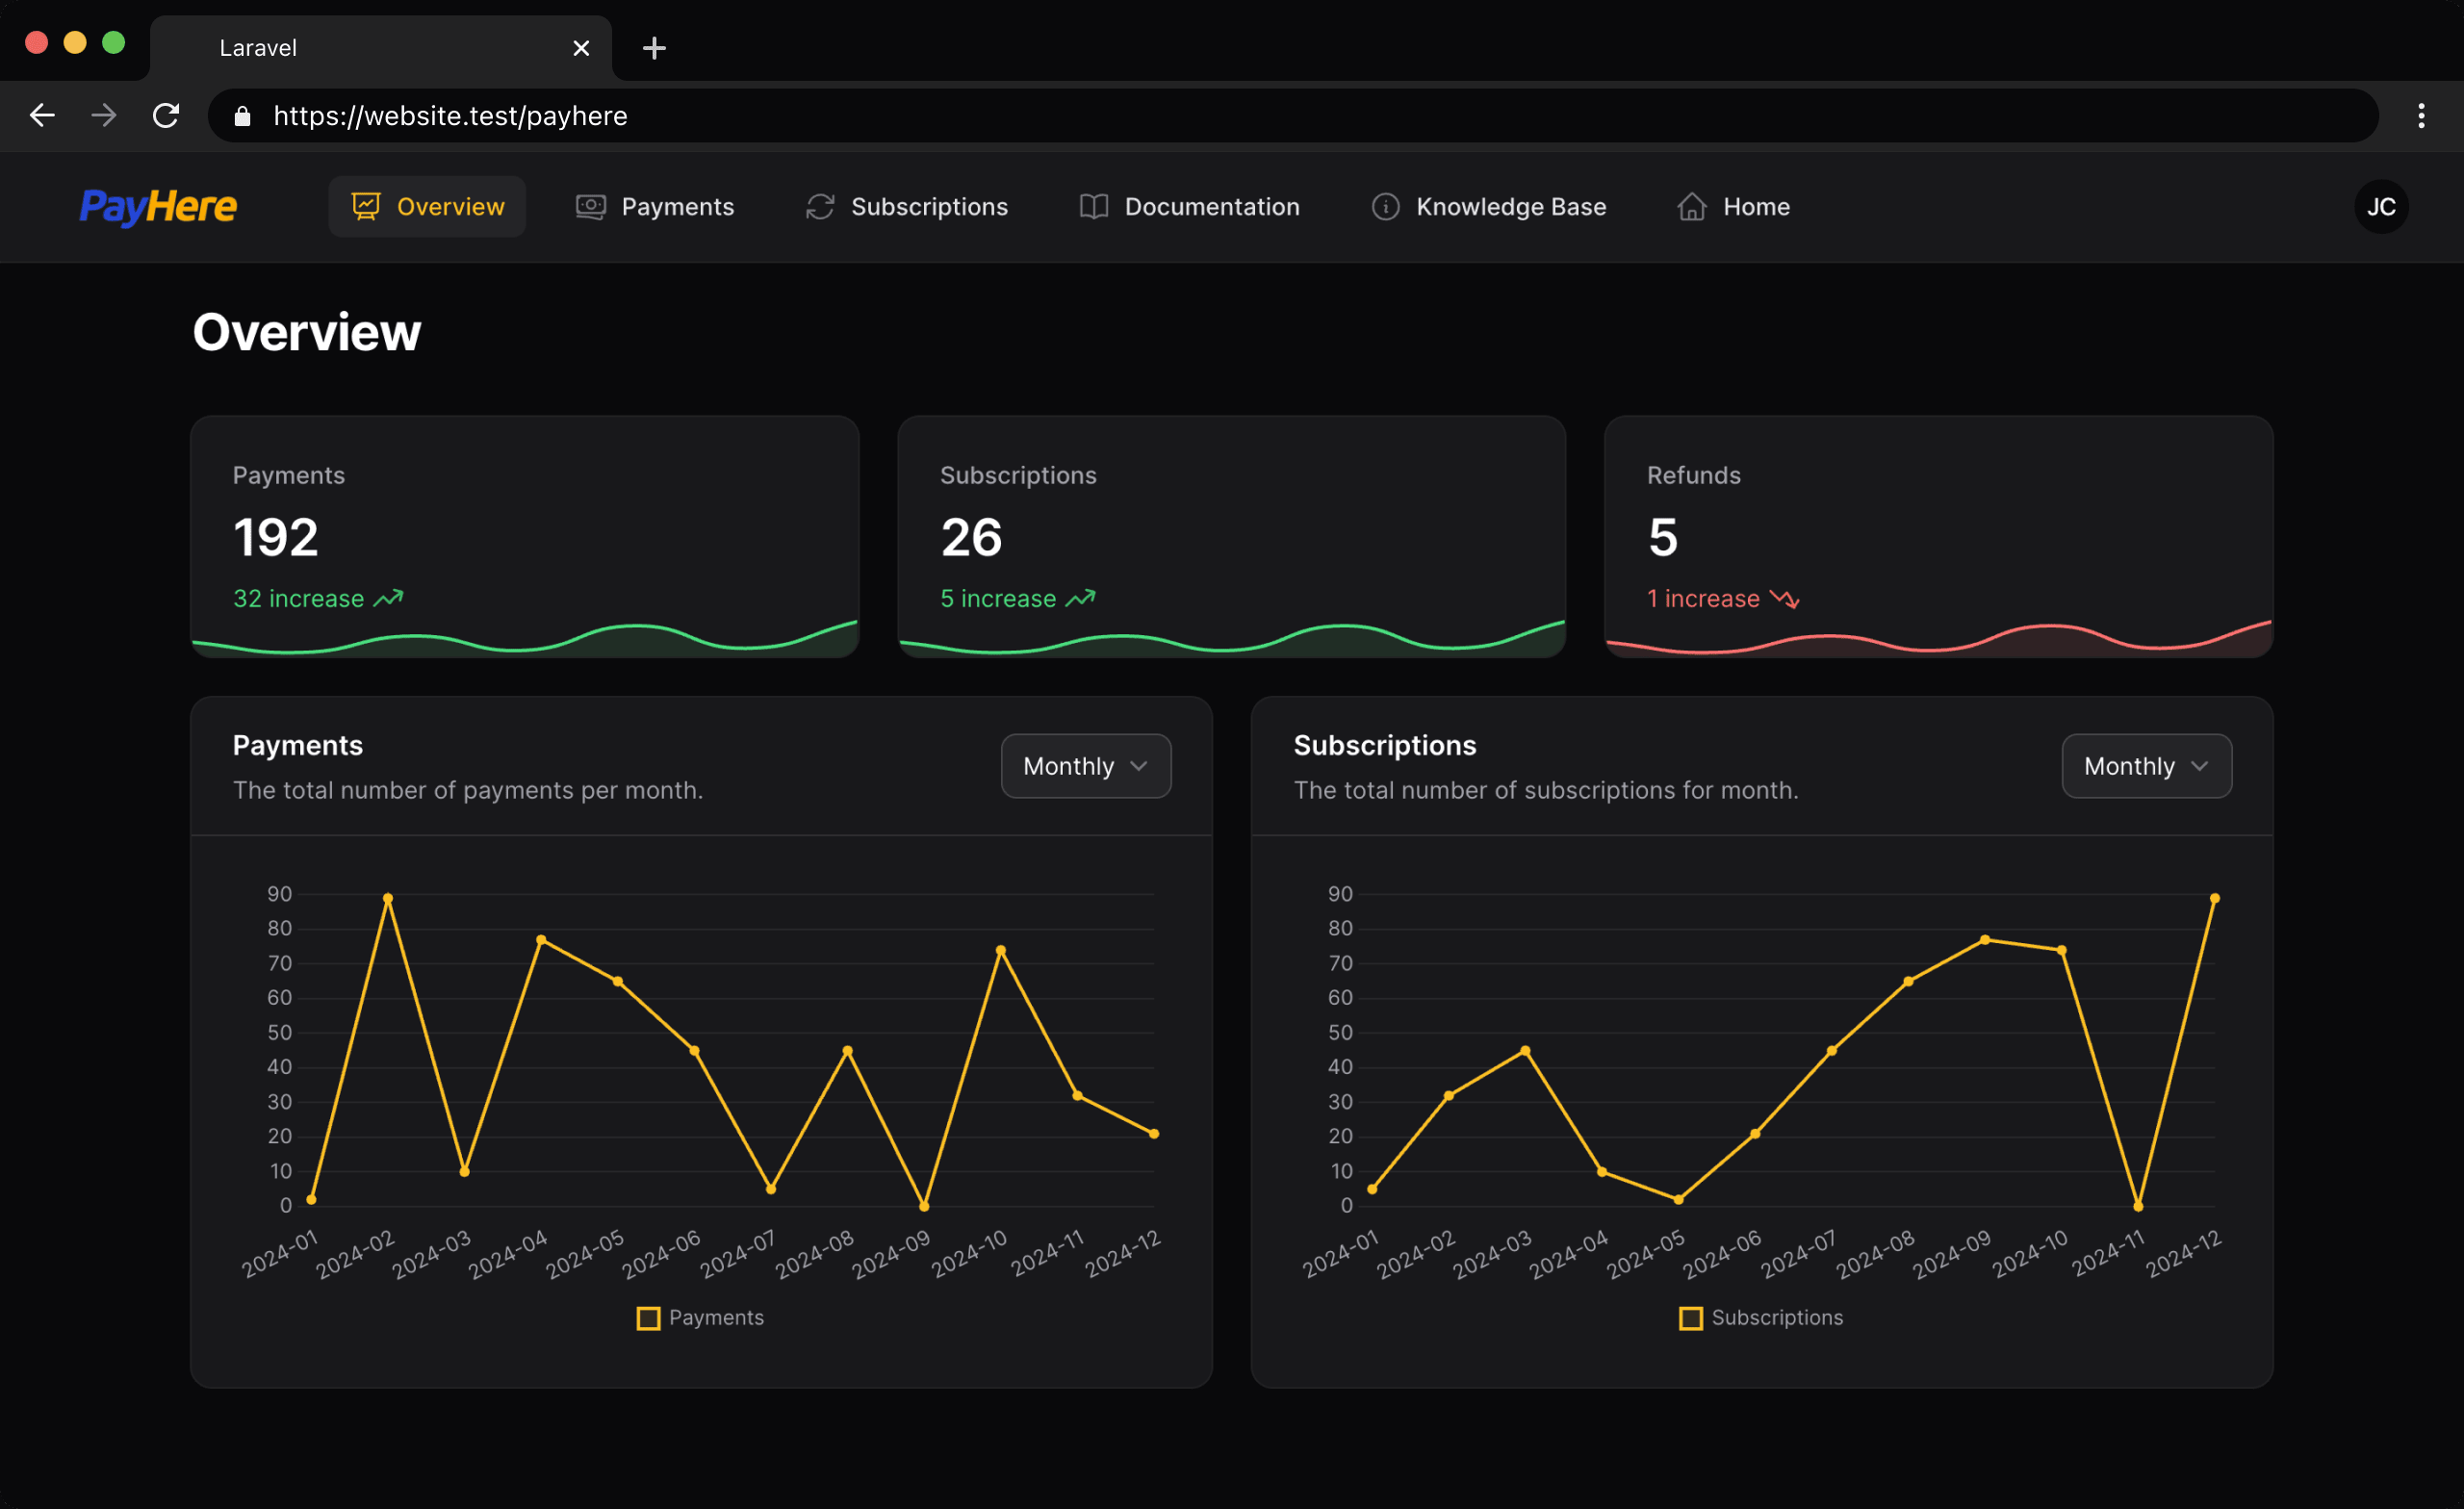 Laravel
https://website.test/payhere
PayHere Overview Payments Subscriptions Documentation Knowledge Base Home JC
Overview
Payments
192
32 increase
Subscriptions
26
5 increase
Refunds
5
1 increase
Payments
The total number of payments per month.
Monthly
90
80
70
60
50
40
30
20
10
0
2024-01 2024-02 2024-03 2024-04 2024-05 2024-06 2024-07 2024-08 2024-09 2024-10 2024-11 2024-12
Payments
Subscriptions
The total number of subscriptions for month.
Monthly
90
80
70
60
50
40
30
20
10
0
2024-01 2024-02 2024-03 2024-04 2024-05 2024-06 2024-07 2024-08 2024-09 2024-10 2024-11 2024-12
Subscriptions